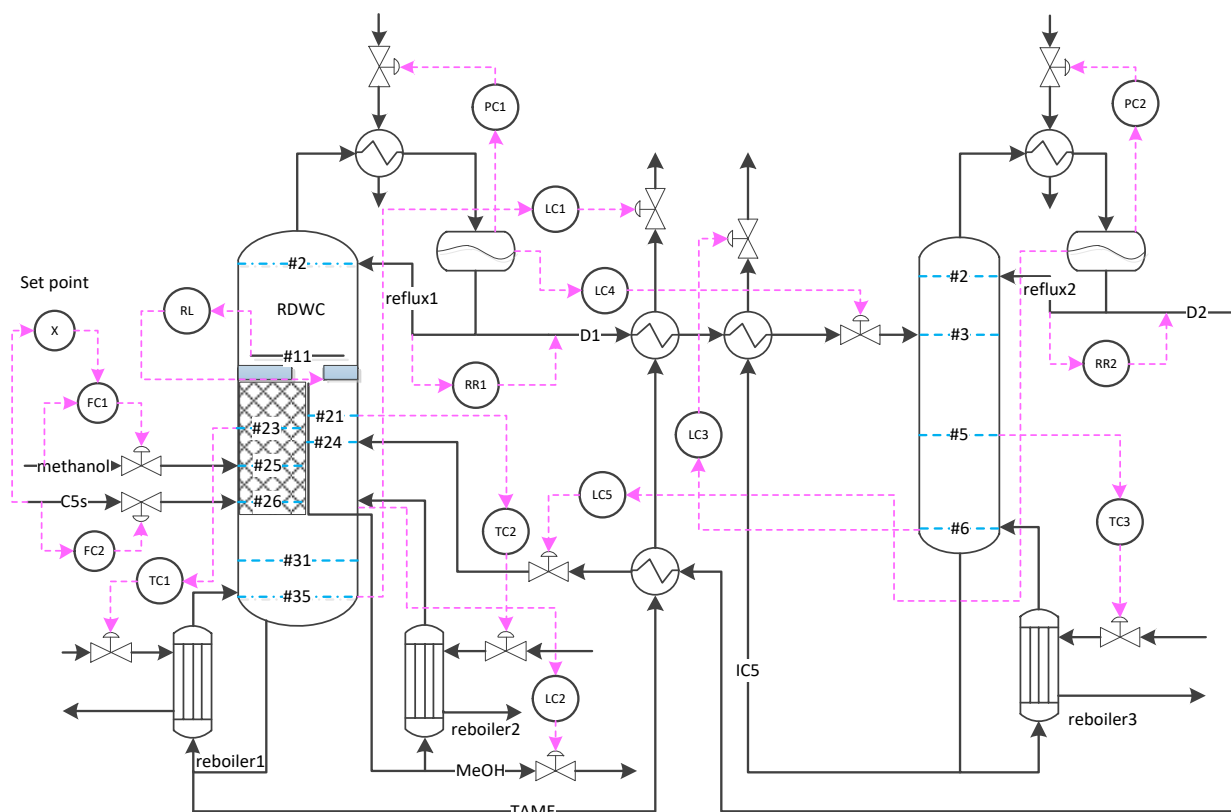 PC1
PC2
LC1
LC3
#2
reflux1
LC4
#2
reflux2
Set point
RL
RDWC
X
D1
#3
D2
#11
RR1
RR2
FC1
#21
#23
#24
LC3
#5
methanol
#25
LC5
C5s
#26
TC2
TC3
#6
FC2
#31
TC1
#35
IC5
LC2
reboiler2
reboiler3
reboiler1
MeOH
TAME